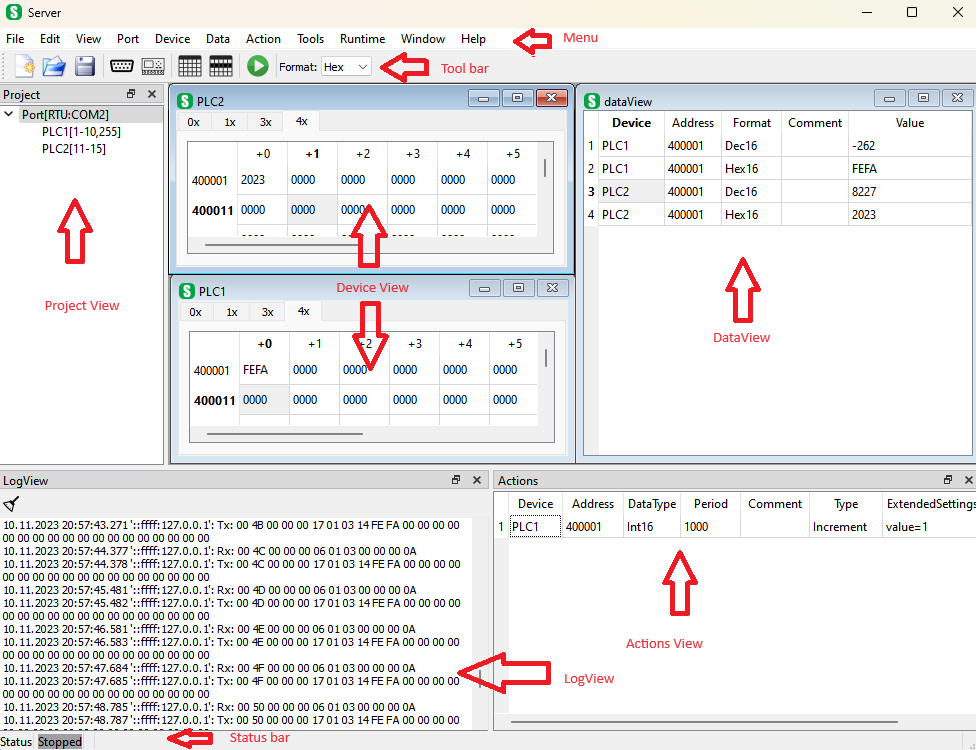 Server
File Edit View Port Device Data Action Tools Runtime Window Help
Menu
Format: Hex
Tool bar
Project
Port[RTU:COM2]
PLC1[1-10,255]
PLC2[11-15]
Project View
PLC2
0x 1x 3x 4x
+0 +1 +2 +3 +4 +5
400001 2023 0000 0000 0000 0000 0000
400011 0000 0000 0000 0000 0000 0000
Device View
PLC1
0x 1x 3x 4x
+0 +1 +2 +3 +4 +5
400001 FEFA 0000 0000 0000 0000 0000
400011 0000 0000 0000 0000 0000 0000
dataView
Device Address Format Comment Value
1 PLC1 400001 Dec16 -262
2 PLC1 400001 Hex16 FEFA
3 PLC2 400001 Dec16 8227
4 PLC2 400001 Hex16 2023
DataView
LogView
10.11.2023 20:57:43.271 '::ffff:127.0.0.1': Tx: 00 4B 00 00 00 17 01 03 14 FE FA 00 00 00 00
00 00 00 00 00 00 00 00 00 00 00 00 00 00
10.11.2023 20:57:44.377 '::ffff:127.0.0.1': Rx: 00 4C 00 00 00 06 01 03 00 00 00 0A
10.11.2023 20:57:44.378 '::ffff:127.0.0.1': Tx: 00 4C 00 00 00 17 01 03 14 FE FA 00 00 00 00
00 00 00 00 00 00 00 00 00 00 00 00 00 00
10.11.2023 20:57:45.481 '::ffff:127.0.0.1': Rx: 00 4D 00 00 00 06 01 03 00 00 00 0A
10.11.2023 20:57:45.482 '::ffff:127.0.0.1': Tx: 00 4D 00 00 00 17 01 03 14 FE FA 00 00 00 00
00 00 00 00 00 00 00 00 00 00 00 00 00 00
10.11.2023 20:57:46.581 '::ffff:127.0.0.1': Rx: 00 4E 00 00 00 06 01 03 00 00 00 0A
10.11.2023 20:57:46.583 '::ffff:127.0.0.1': Tx: 00 4E 00 00 00 17 01 03 14 FE FA 00 00 00 00
00 00 00 00 00 00 00 00 00 00 00 00 00 00
10.11.2023 20:57:47.684 '::ffff:127.0.0.1': Rx: 00 4F 00 00 00 06 01 03 00 00 00 0A
10.11.2023 20:57:47.685 '::ffff:127.0.0.1': Tx: 00 4F 00 00 00 17 01 03 14 FE FA 00 00 00 00
00 00 00 00 00 00 00 00 00 00 00 00 00 00
10.11.2023 20:57:48.785 '::ffff:127.0.0.1': Rx: 00 50 00 00 00 06 01 03 00 00 00 0A
10.11.2023 20:57:48.787 '::ffff:127.0.0.1': Tx: 00 50 00 00 00 17 01 03 14 FE FA 00 00 00 00
LogView
Actions
Device Address DataType Period Comment Type ExtendedSettings
1 PLC1 400001 Int16 1000 Increment value=1
Actions View
Status Stopped
Status bar